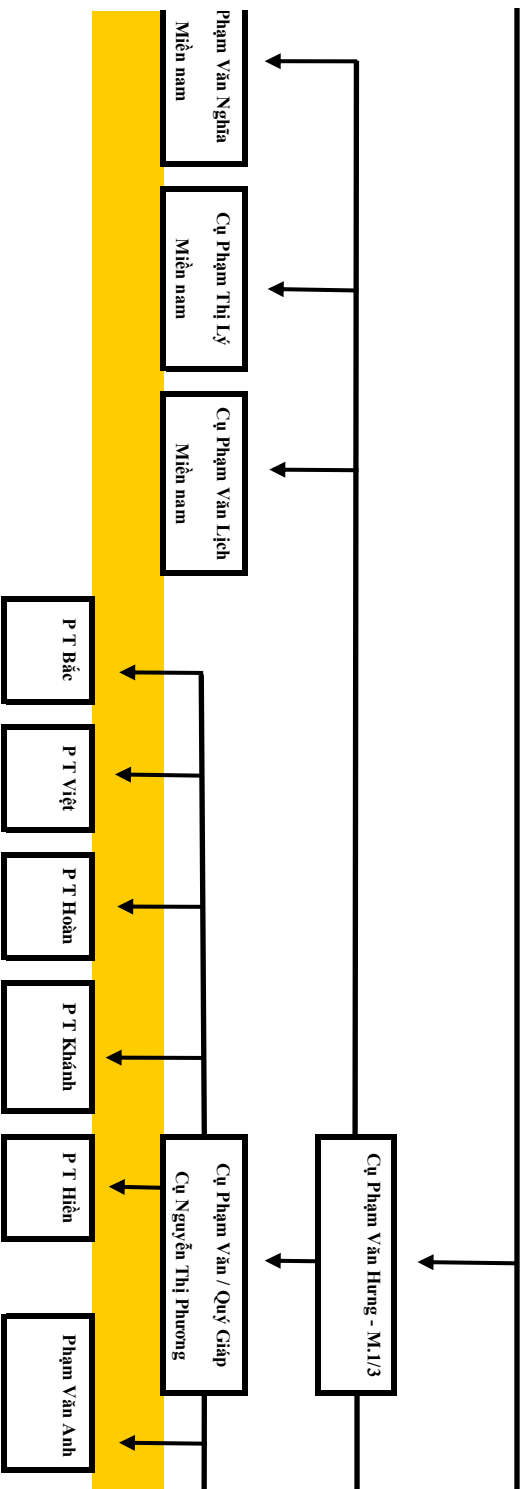 Cụ Phạm Văn Hưng - M.1/3
Phạm Văn Nghĩa
Miền nam
Cụ Phạm Thị Lý
Miền nam
Cụ Phạm Văn Lịch
Miền nam
Cụ Phạm Văn / Quý Giáp
Cụ Nguyễn Thị Phương
P T Bắc
P T Việt
P T Hoàn
P T Khánh
P T Hiền
Phạm Văn Anh